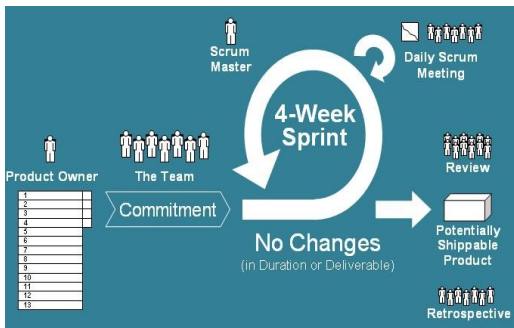 Scrum
Master
Daily Scrum
Meeting
4-Week
Sprint
Product Owner
The Team
Review
1
2
3
4
5
6
7
8
9
10
11
12
13
Commitment
No Changes
(in Duration or Deliverable)
Potentially
Shippable
Product
Retrospective